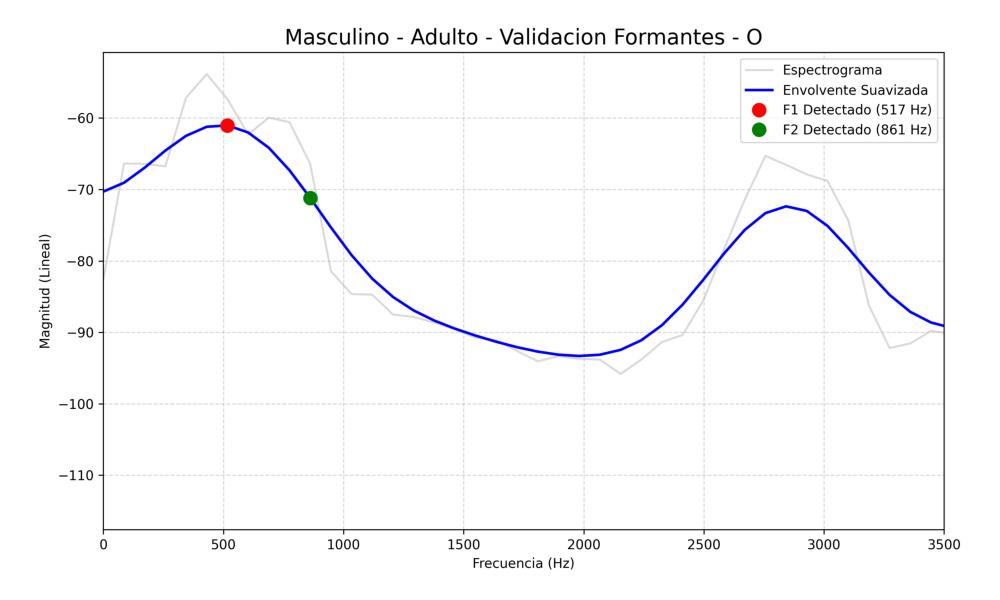 Masculino - Adulto - Validacion Formantes - O
Espectrograma
Envolvente Suavizada
F1 Detectado (517 Hz)
F2 Detectado (861 Hz)
Magnitud (Lineal)
−60
−70
−80
−90
−100
−110
0 500 1000 1500 2000 2500 3000 3500
Frecuencia (Hz)